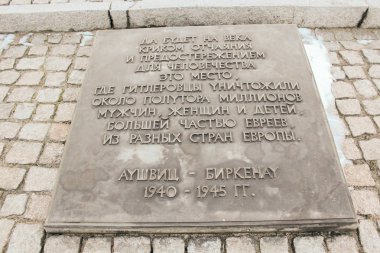 ДА БУДЕТ НА ВЕКА
КРИКОМ ОТЧАЯНИЯ
И ПРЕДОСТЕРЕЖЕНИЕМ
ДЛЯ ЧЕЛОВЕЧЕСТВА
ЭТО МЕСТО,
ГДЕ ГИТЛЕРОВЦЫ УНИЧТОЖИЛИ
ОКОЛО ПОЛУТОРА МИЛЛИОНОВ
МУЖЧИН, ЖЕНЩИН И ДЕТЕЙ,
БОЛЬШЕЙ ЧАСТЬЮ ЕВРЕЕВ,
ИЗ РАЗНЫХ СТРАН ЕВРОПЫ.
АУШВИЦ - БИРКЕНАУ
1940 - 1945 ГГ.